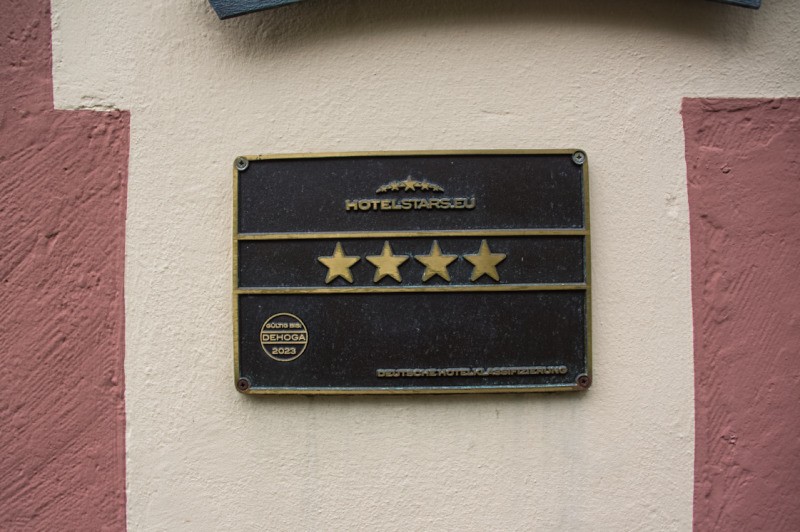 HOTELSTARS.EU
GÜLTIG BIS:
DEHOGA
2023
DEUTSCHE HOTELKLASSIFIZIERUNG